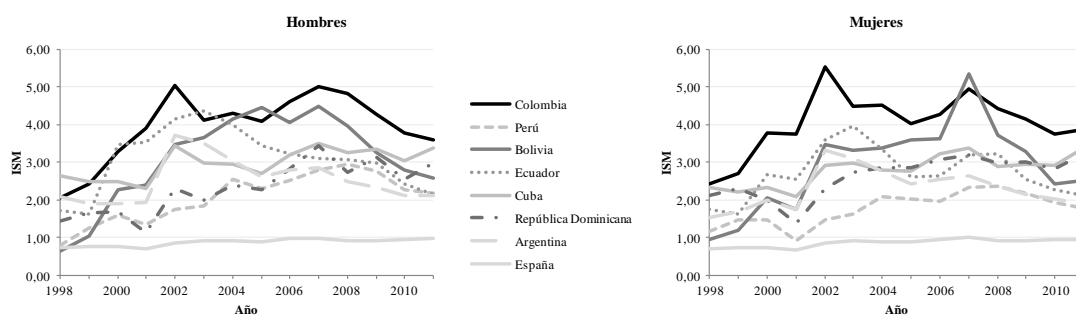 Hombres
6,00
5,00
4,00
3,00
2,00
1,00
0,00
ISM
1998
2000
2002
2004
2006
2008
2010
Año
Colombia
Perú
Bolivia
Ecuador
Cuba
República Dominicana
Argentina
España
Mujeres
6,00
5,00
4,00
3,00
2,00
1,00
0,00
ISM
1998
2000
2002
2004
2006
2008
2010
Año